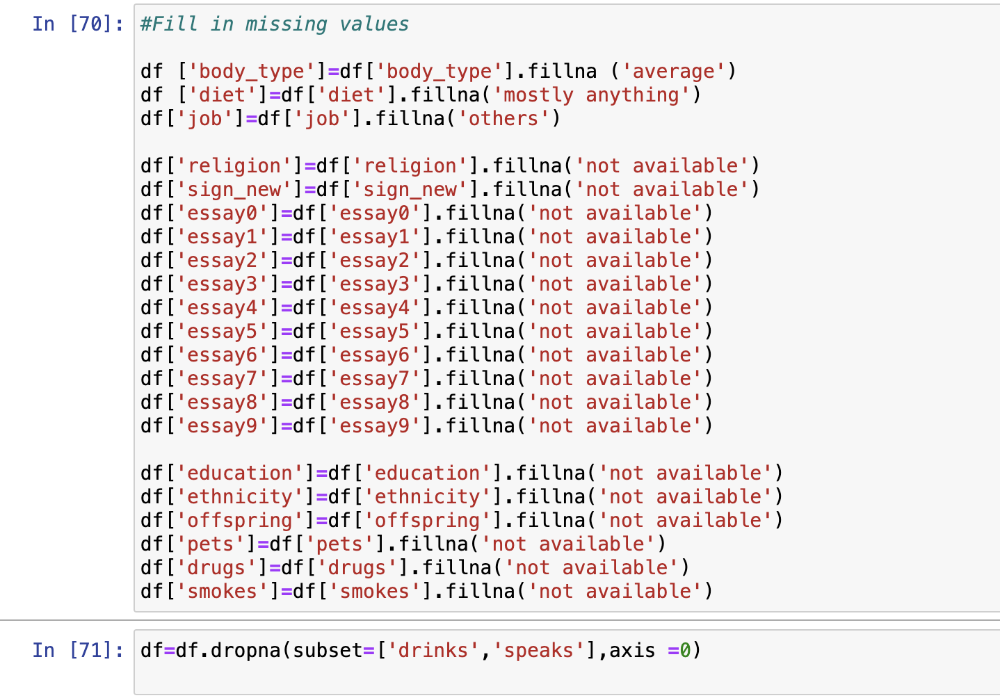 In [70]: #Fill in missing values
df ['body_type']=df['body_type'].fillna ('average')
df ['diet']=df['diet'].fillna('mostly anything')
df['job']=df['job'].fillna('others')
df['religion']=df['religion'].fillna('not available')
df['sign_new']=df['sign_new'].fillna('not available')
df['essay0']=df['essay0'].fillna('not available')
df['essay1']=df['essay1'].fillna('not available')
df['essay2']=df['essay2'].fillna('not available')
df['essay3']=df['essay3'].fillna('not available')
df['essay4']=df['essay4'].fillna('not available')
df['essay5']=df['essay5'].fillna('not available')
df['essay6']=df['essay6'].fillna('not available')
df['essay7']=df['essay7'].fillna('not available')
df['essay8']=df['essay8'].fillna('not available')
df['essay9']=df['essay9'].fillna('not available')
df['education']=df['education'].fillna('not available')
df['ethnicity']=df['ethnicity'].fillna('not available')
df['offspring']=df['offspring'].fillna('not available')
df['pets']=df['pets'].fillna('not available')
df['drugs']=df['drugs'].fillna('not available')
df['smokes']=df['smokes'].fillna('not available')
In [71]: df=df.dropna(subset=['drinks','speaks'],axis =0)